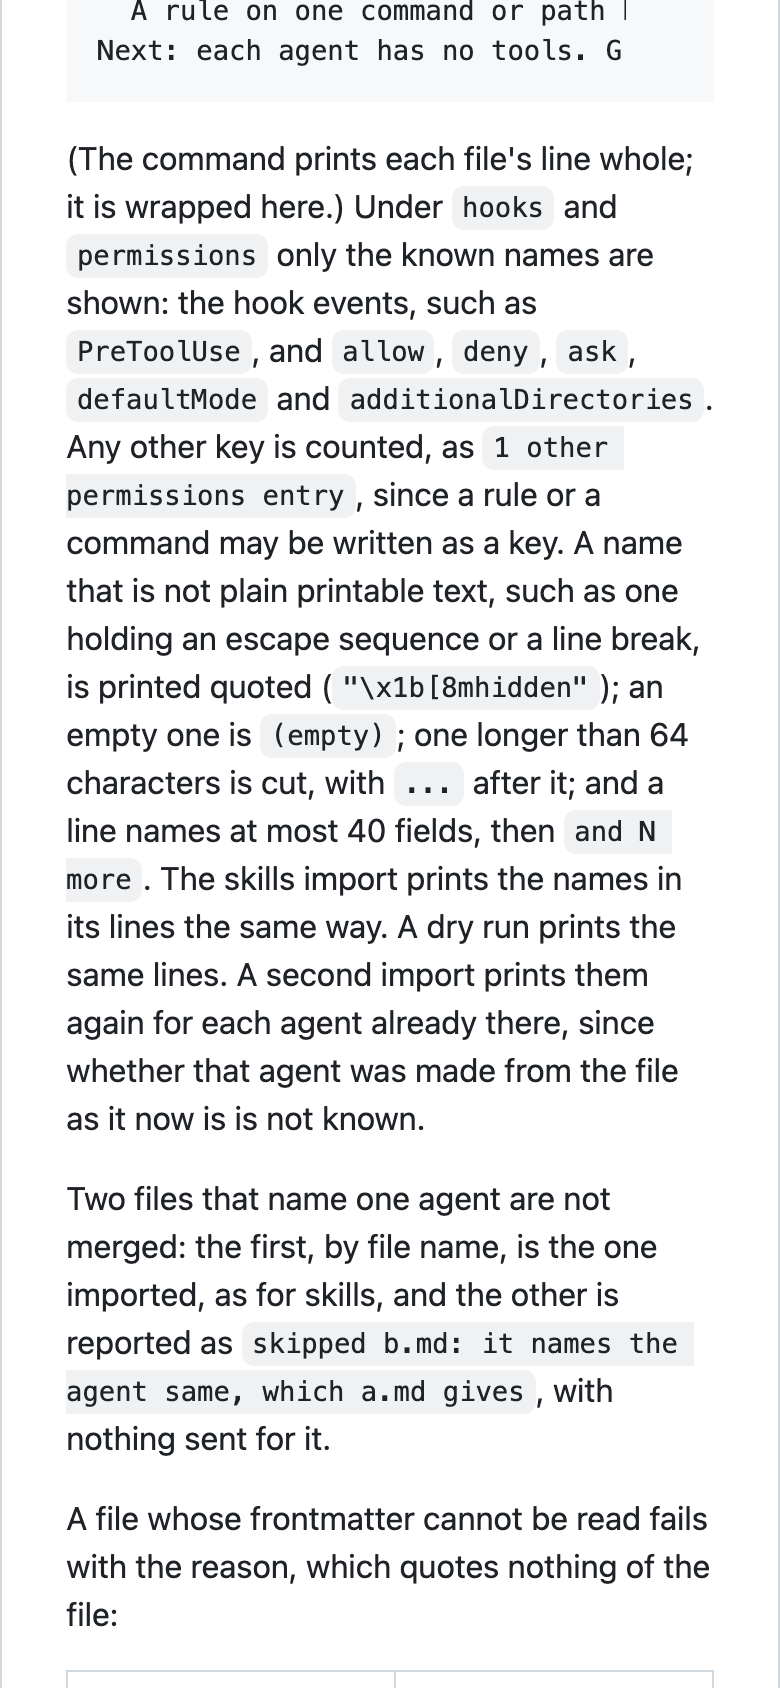 A rule on one command or path
Next: each agent has no tools. G
(The command prints each file's line whole;
it is wrapped here.) Under hooks and
permissions only the known names are
shown: the hook events, such as
PreToolUse, and allow, deny, ask,
defaultMode and additionalDirectories.
Any other key is counted, as 1 other
permissions entry, since a rule or a
command may be written as a key. A name
that is not plain printable text, such as one
holding an escape sequence or a line break,
is printed quoted ("\x1b[8mhidden"); an
empty one is (empty); one longer than 64
characters is cut, with ... after it; and a
line names at most 40 fields, then and N
more. The skills import prints the names in
its lines the same way. A dry run prints the
same lines. A second import prints them
again for each agent already there, since
whether that agent was made from the file
as it now is is not known.
Two files that name one agent are not
merged: the first, by file name, is the one
imported, as for skills, and the other is
reported as skipped b.md: it names the
agent same, which a.md gives, with
nothing sent for it.
A file whose frontmatter cannot be read fails
with the reason, which quotes nothing of the
file: